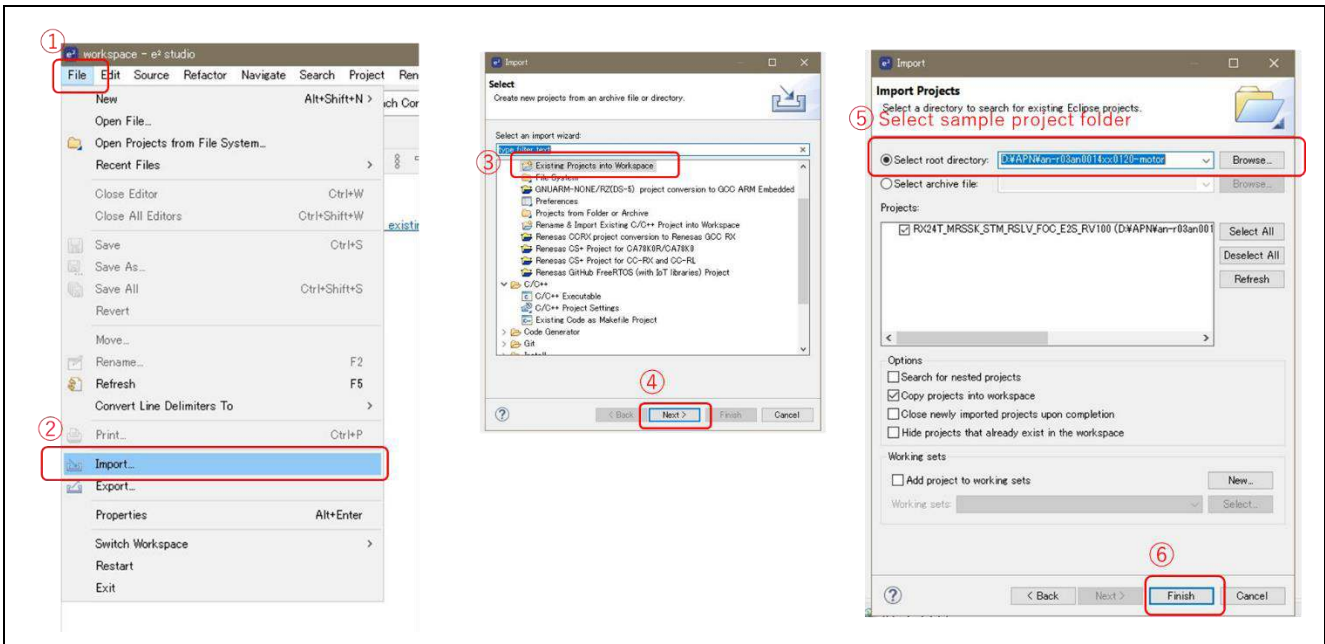 ①
workspace - e² studio
File Edit Source Refactor Navigate Search Project Ren
New Alt+Shift+N >
ch Cor
Open File...
Open Projects from File System...
Recent Files >
Close Editor Ctrl+W
Close All Editors Ctrl+Shift+W
existin
Save Ctrl+S
Save As...
Save All Ctrl+Shift+S
Revert
Move...
Rename... F2
Refresh F5
Convert Line Delimiters To >
②
Print... Ctrl+P
Import...
Export...
Properties Alt+Enter
Switch Workspace >
Restart
Exit
Import
Select
Create new projects from an archive file or directory.
Select an import wizard:
type filter text
③
Existing Projects into Workspace
File System
GNUARM-NONE/RZ(DS-5) project conversion to GCC ARM Embedded
Preferences
Projects from Folder or Archive
Rename & Import Existing C/C++ Project into Workspace
Renesas CCRX project conversion to Renesas GCC RX
Renesas CS+ Project for CA78K0R/CA78K0
Renesas CS+ Project for CC-RX and CC-RL
Renesas GitHub FreeRTOS (with IoT libraries) Project
C/C++
C/C++ Executable
C/C++ Project Settings
Existing Code as Makefile Project
Code Generator
Git
Install
④
? < Back Next > Finish Cancel
Import
Import Projects
Select a directory to search for existing Eclipse projects.
⑤ Select sample project folder
Select root directory: D:¥APN¥an-r03an0014xx0120-motor Browse...
Select archive file: Browse...
Projects:
RX24T_MRSSK_STM_RSLV_FOC_E2S_RV100 (D:¥APN¥an-r03an001
Select All
Deselect All
Refresh
Options
Search for nested projects
Copy projects into workspace
Close newly imported projects upon completion
Hide projects that already exist in the workspace
Working sets
Add project to working sets New...
Working sets: Select...
⑥
? < Back Next > Finish Cancel